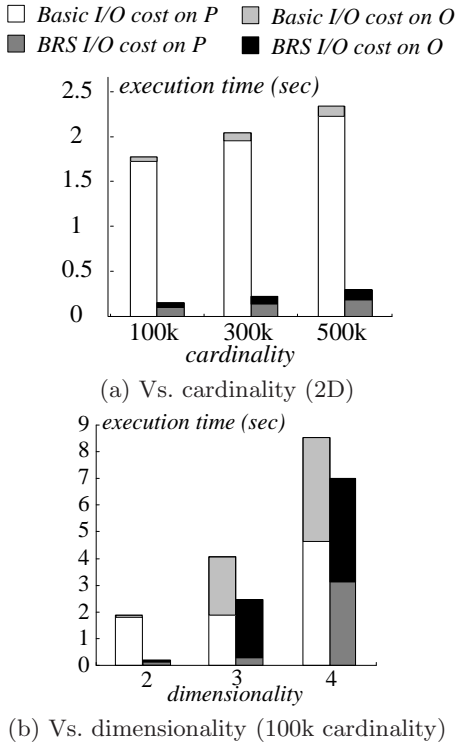 Basic I/O cost on P Basic I/O cost on O
BRS I/O cost on P BRS I/O cost on O
execution time (sec)
2.5
2
1.5
1
0.5
0
100k 300k 500k
cardinality
(a) Vs. cardinality (2D)
execution time (sec)
9
8
7
6
5
4
3
2
1
0
2 3 4
dimensionality
(b) Vs. dimensionality (100k cardinality)